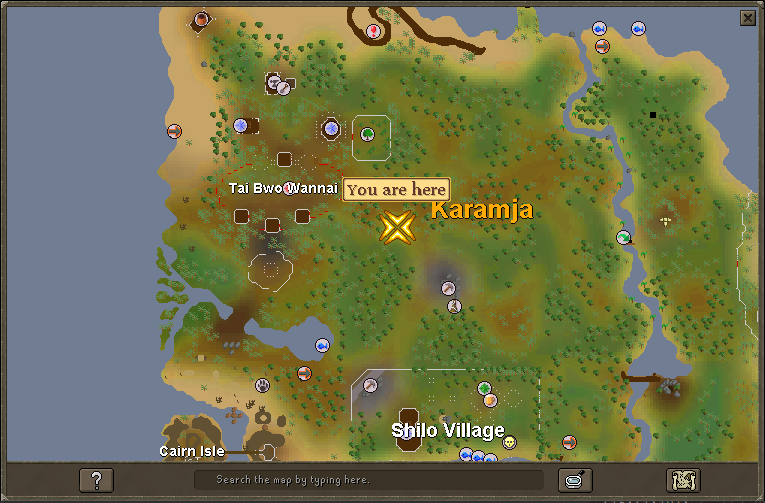 Tai Bwo Wannai
You are here
Karamja
Shilo Village
Cairn Isle
?
Search the map by typing here.